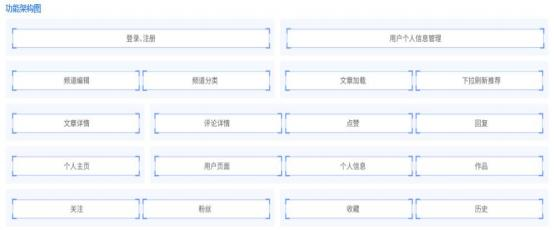 功能架构图
登录、注册 用户个人信息管理
频道编辑 频道分类 文章加载 下拉刷新推荐
文章详情 评论详情 点赞 回复
个人主页 用户页面 个人信息 作品
关注 粉丝 收藏 历史